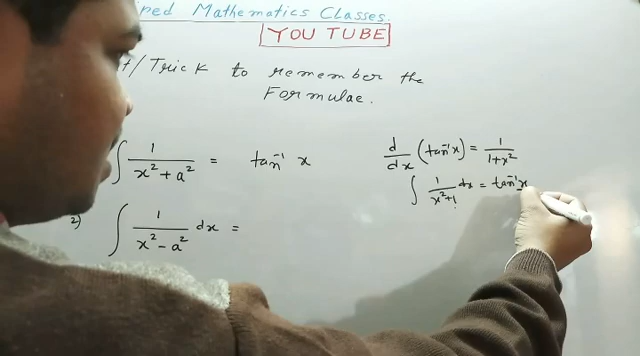 iped Mathematics Classes.
YOU TUBE
t/Trick to remember the
Formulae.
∫ 1/(x² + a²) = tan⁻¹ x
d/dx (tan⁻¹x) = 1/(1+x²)
∫ 1/(x²+1) dx = tan⁻¹x
2) ∫ 1/(x² - a²) dx =